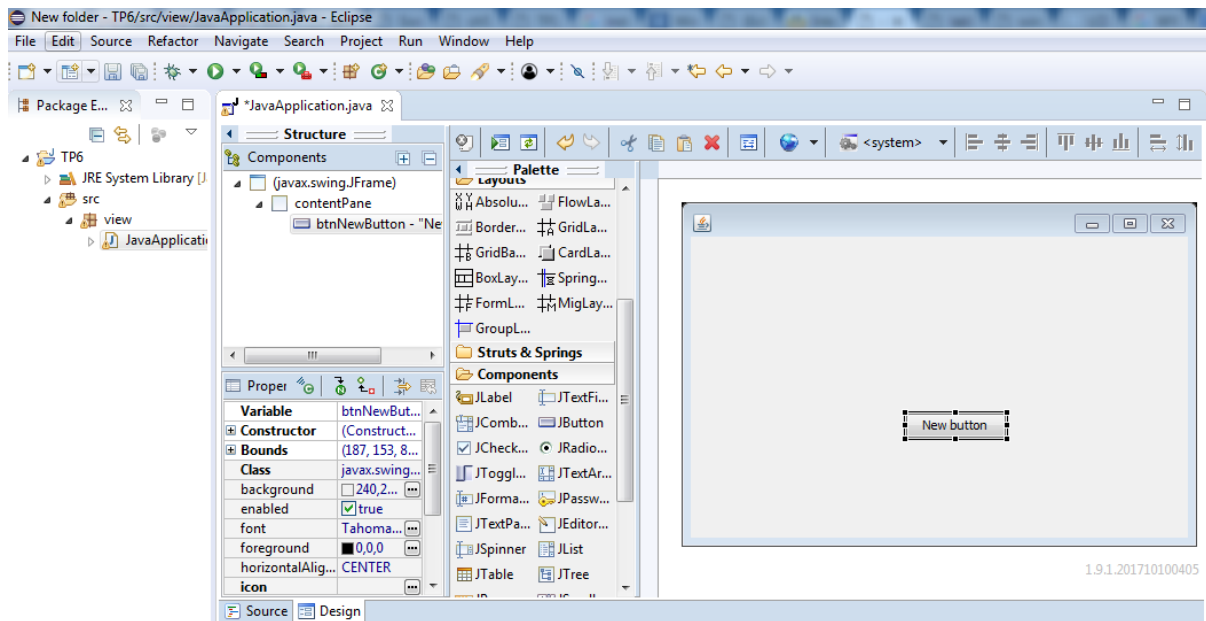 New folder - TP6/src/view/JavaApplication.java - Eclipse
File Edit Source Refactor Navigate Search Project Run Window Help
Package E...
TP6
JRE System Library [J
src
view
JavaApplicati
*JavaApplication.java
Structure
Components
(javax.swing.JFrame)
contentPane
btnNewButton - "Ne
Proper
Variable btnNewBut...
Constructor (Construct...
Bounds (187, 153, 8...
Class javax.swing...
background 240,2...
enabled true
font Tahoma...
foreground 0,0,0
horizontalAlig... CENTER
icon
Source Design
<system>
Palette
Layouts
Absolu... FlowLa...
Border... GridLa...
GridBa... CardLa...
BoxLay... Spring...
FormL... MigLay...
GroupL...
Struts & Springs
Components
JLabel JTextFi...
JComb... JButton
JCheck... JRadio...
JToggl... JTextAr...
JForma... JPassw...
JTextPa... JEditor...
JSpinner JList
JTable JTree
New button
1.9.1.201710100405